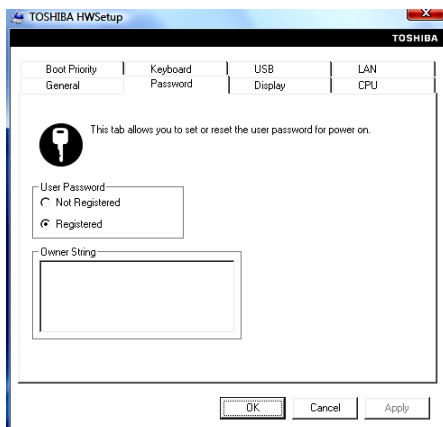 TOSHIBA HWSetup
TOSHIBA
Boot Priority Keyboard USB LAN
General Password Display CPU
This tab allows you to set or reset the user password for power on.
User Password
Not Registered
Registered
Owner String
OK Cancel Apply